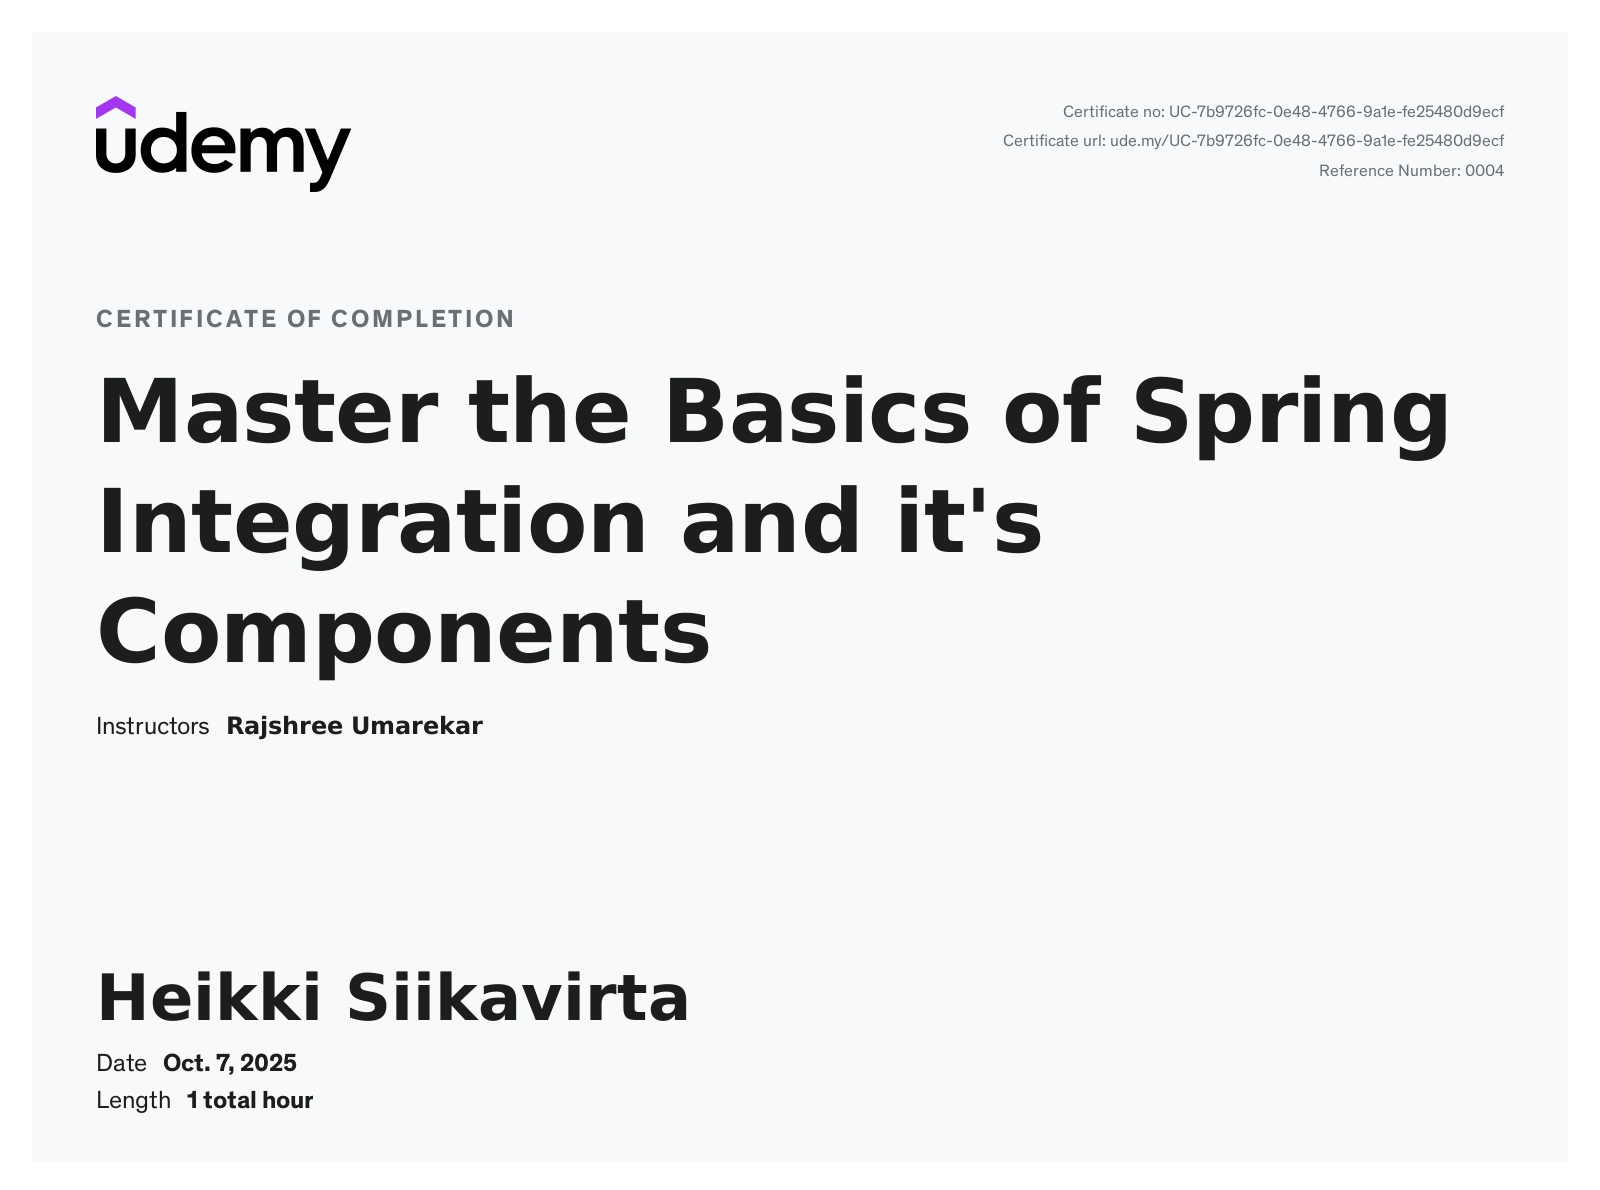 udemy
Certificate no: UC-7b9726fc-0e48-4766-9a1e-fe25480d9ecf
Certificate url: ude.my/UC-7b9726fc-0e48-4766-9a1e-fe25480d9ecf
Reference Number: 0004
CERTIFICATE OF COMPLETION
Master the Basics of Spring
Integration and it's
Components
Instructors Rajshree Umarekar
Heikki Siikavirta
Date Oct. 7, 2025
Length 1 total hour